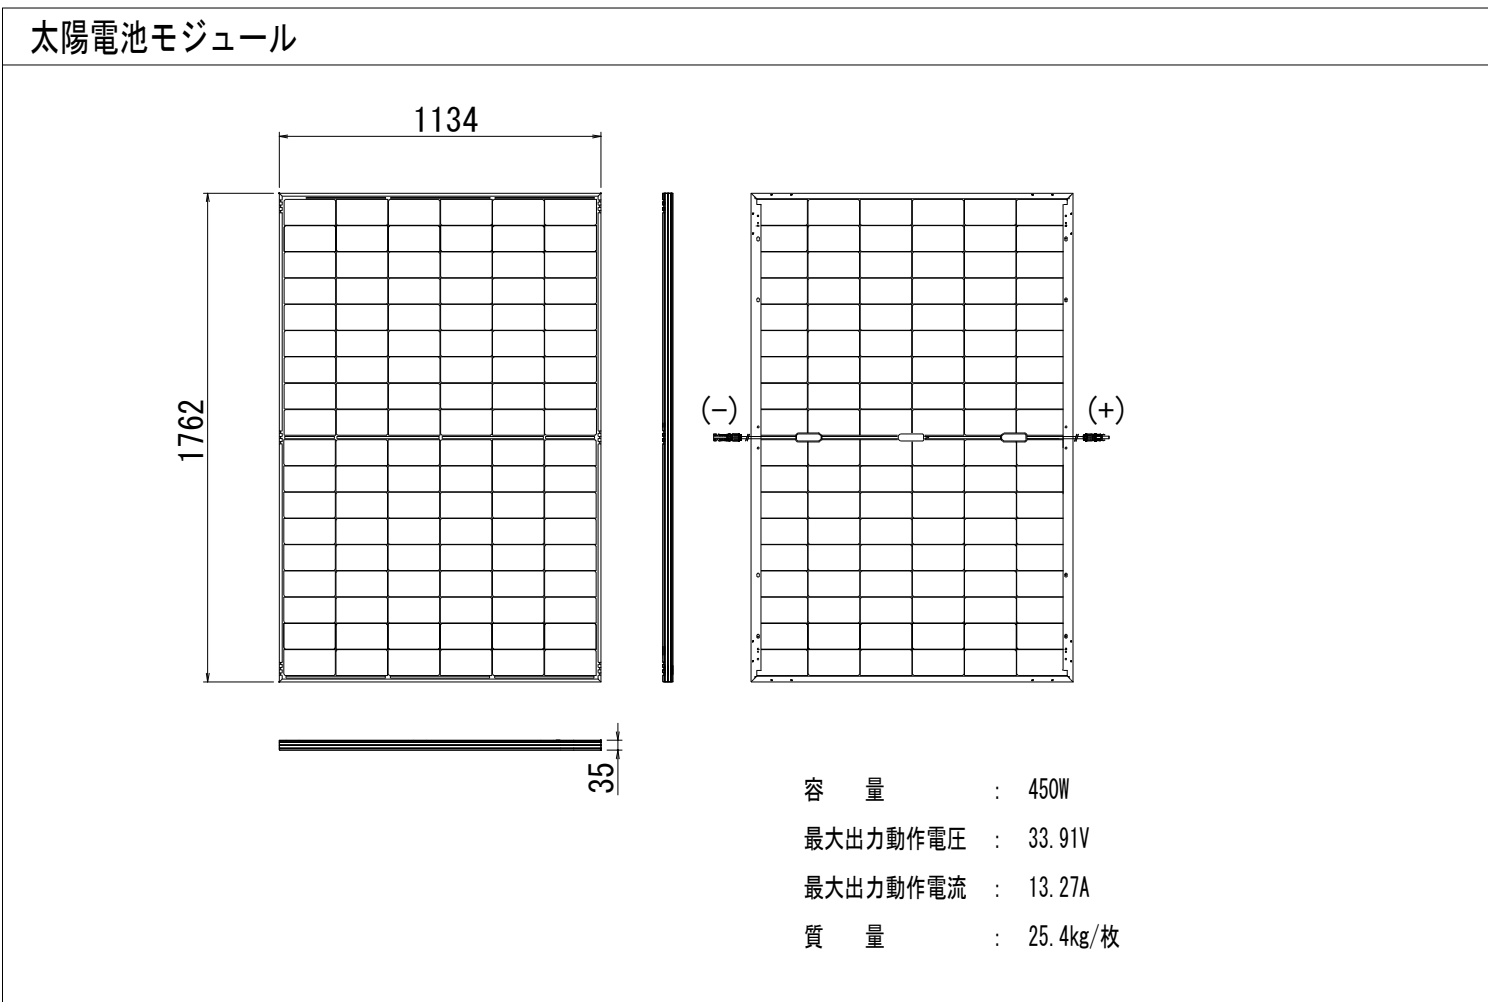 太陽電池モジュール
1134
1762
(-)
(+)
35
容　量　：　450W
最大出力動作電圧　：　33.91V
最大出力動作電流　：　13.27A
質　量　：　25.4kg/枚